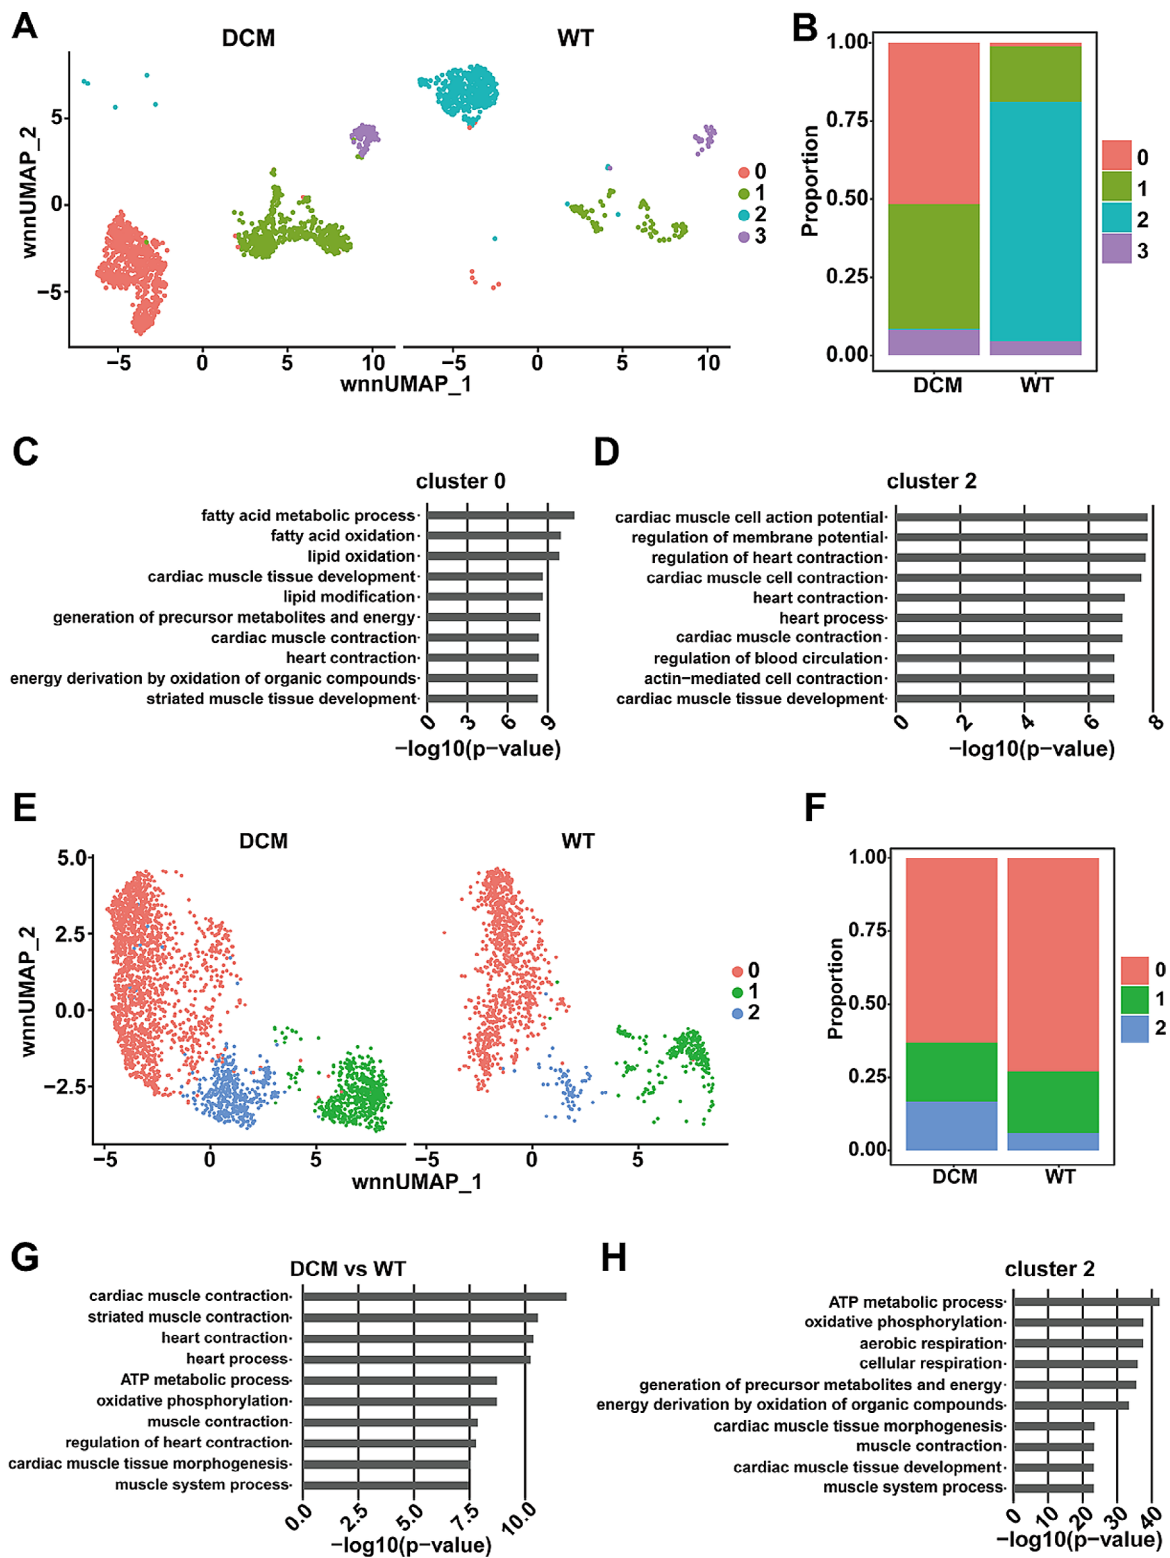 A
DCM
WT
wnnUMAP_2
5
0
−5
−5
0
5
10
−5
0
5
10
wnnUMAP_1
0
1
2
3
B
Proportion
1.00
0.75
0.50
0.25
0.00
DCM
WT
0
1
2
3
C
cluster 0
fatty acid metabolic process
fatty acid oxidation
lipid oxidation
cardiac muscle tissue development
lipid modification
generation of precursor metabolites and energy
cardiac muscle contraction
heart contraction
energy derivation by oxidation of organic compounds
striated muscle tissue development
0
3
6
9
−log10(p−value)
D
cluster 2
cardiac muscle cell action potential
regulation of membrane potential
regulation of heart contraction
cardiac muscle cell contraction
heart contraction
heart process
cardiac muscle contraction
regulation of blood circulation
actin−mediated cell contraction
cardiac muscle tissue development
0
2
4
6
8
−log10(p−value)
E
DCM
WT
wnnUMAP_2
5.0
2.5
0.0
−2.5
−5
0
5
−5
0
5
wnnUMAP_1
0
1
2
F
Proportion
1.00
0.75
0.50
0.25
0.00
DCM
WT
0
1
2
G
DCM vs WT
cardiac muscle contraction
striated muscle contraction
heart contraction
heart process
ATP metabolic process
oxidative phosphorylation
muscle contraction
regulation of heart contraction
cardiac muscle tissue morphogenesis
muscle system process
0.0
2.5
5.0
7.5
10.0
−log10(p−value)
H
cluster 2
ATP metabolic process
oxidative phosphorylation
aerobic respiration
cellular respiration
generation of precursor metabolites and energy
energy derivation by oxidation of organic compounds
cardiac muscle tissue morphogenesis
muscle contraction
cardiac muscle tissue development
muscle system process
0
10
20
30
40
−log10(p−value)